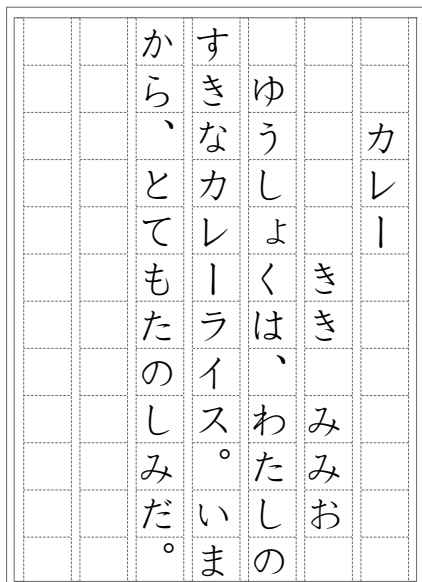 カレー
きき みみお
ゆうしょくは、わたしの
すきなカレーライス。いま
から、とてもたのしみだ。